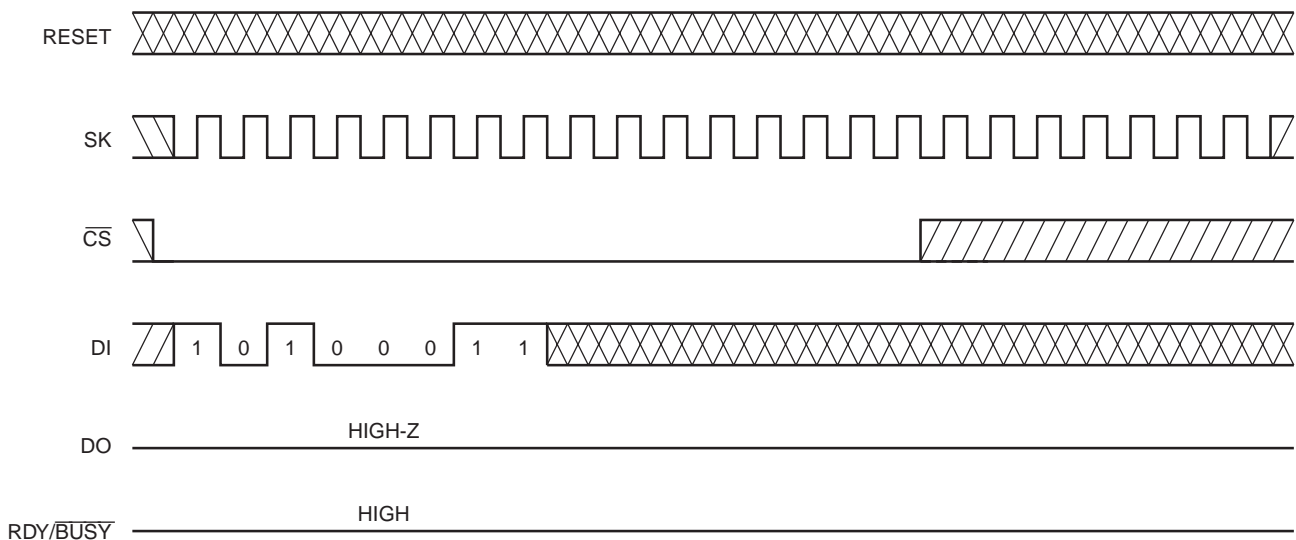 RESET
SK
CS
DI 1 0 1 0 0 0 1 1
HIGH-Z
DO
HIGH
RDY/BUSY